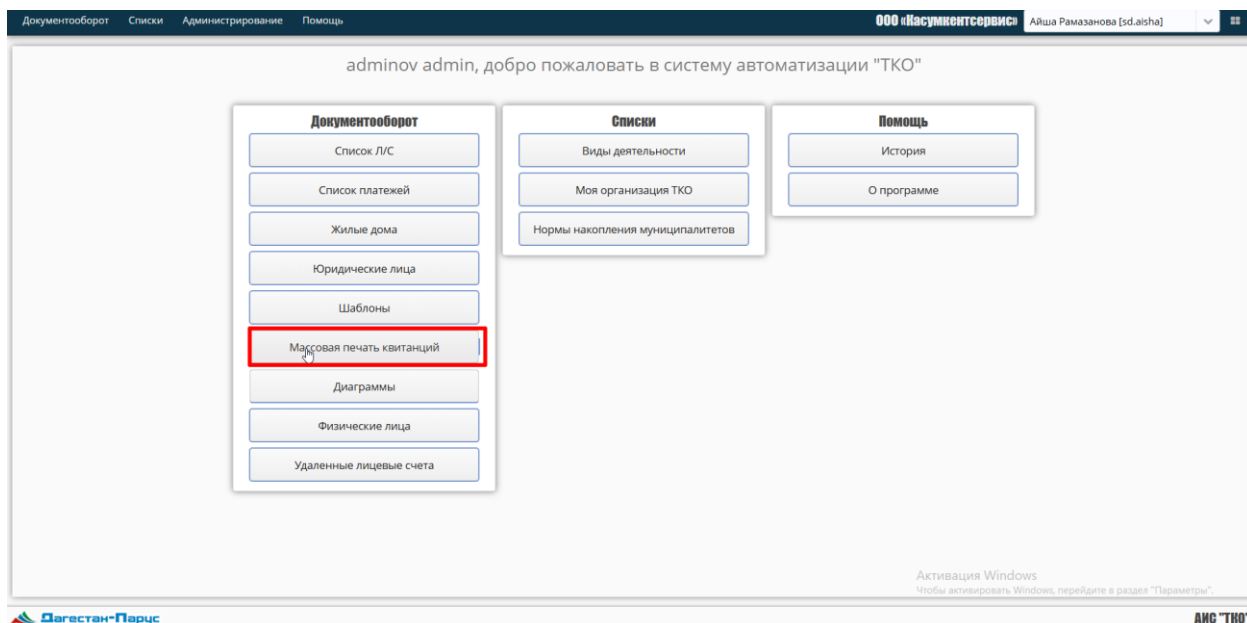 Документооборот Списки Администрирование Помощь ООО «Касумкентсервис» Айша Рамазанова [sd.aisha]
adminov admin, добро пожаловать в систему автоматизации "ТКО"
Документооборот
Список Л/С
Список платежей
Жилые дома
Юридические лица
Шаблоны
Массовая печать квитанций
Диаграммы
Физические лица
Удаленные лицевые счета
Списки
Виды деятельности
Моя организация ТКО
Нормы накопления муниципалитетов
Помощь
История
О программе
Активация Windows
Чтобы активировать Windows, перейдите в раздел "Параметры".
Дагестан-Парус АИС "ТКО"